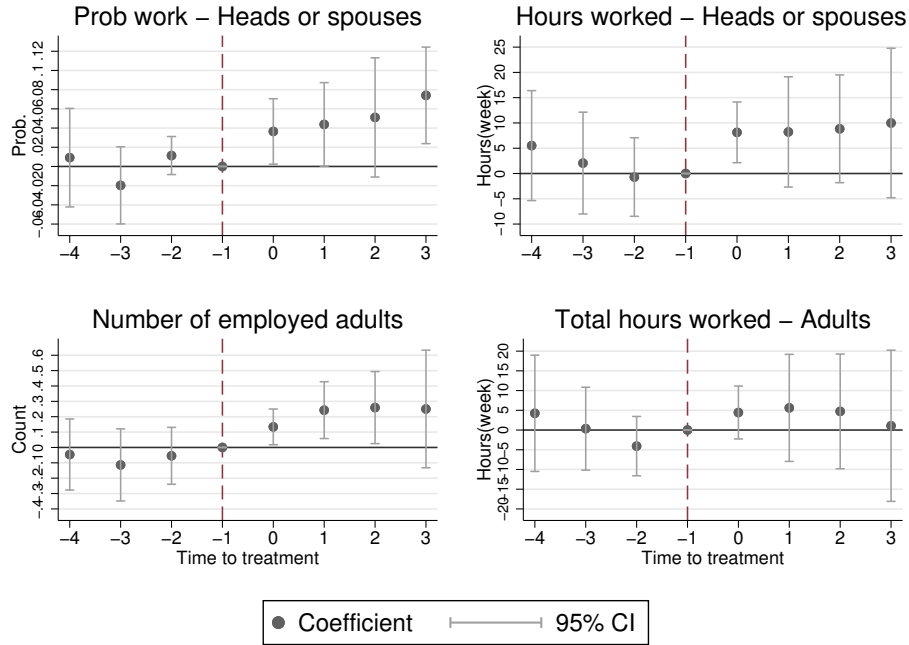 Prob work – Heads or spouses
Prob.
-.06-.04-.020 .02.04.06.08.1.12
−4 −3 −2 −1 0 1 2 3
Hours worked – Heads or spouses
Hours(week)
−10 −5 0 5 10 15 20 25
−4 −3 −2 −1 0 1 2 3
Number of employed adults
Count
-.4-.3-.2-.10 .1.2.3.4.5.6
−4 −3 −2 −1 0 1 2 3
Time to treatment
Total hours worked – Adults
Hours(week)
−20−15−10−5 0 5 10 15 20
−4 −3 −2 −1 0 1 2 3
Time to treatment
Coefficient 95% CI